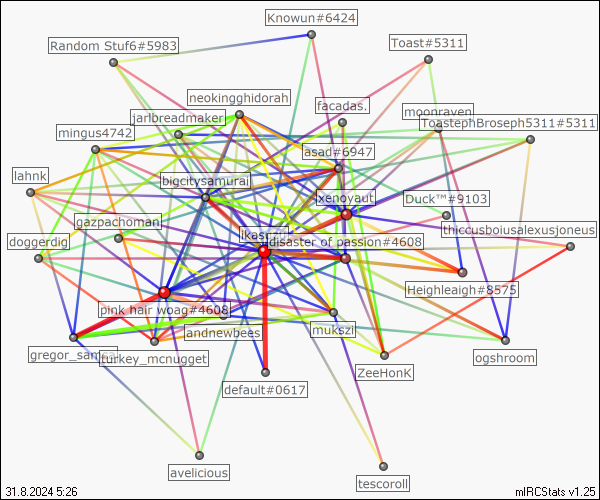 Knowun#6424
Random Stuf6#5983
Toast#5311
neokingghidorah
facadas.
jarlbreadmaker
moonraven
ToastephBroseph5311#5311
mingus4742
asad#6947
lahnk
bigcitysamurai
xenoyaut
Duck™#9103
gazpachoman
thiccusboiusalexusjoneus
doggerdig
disaster of passion#4608
Heighleaigh#8575
pink hair woag#4608
andnewbees
mukszi
gregor_sam
turkey_mcnugget
ogshroom
ZeeHonk
default#0617
avelicious
tescoroll
31.8.2024 5:26
mIRCStats v1.25